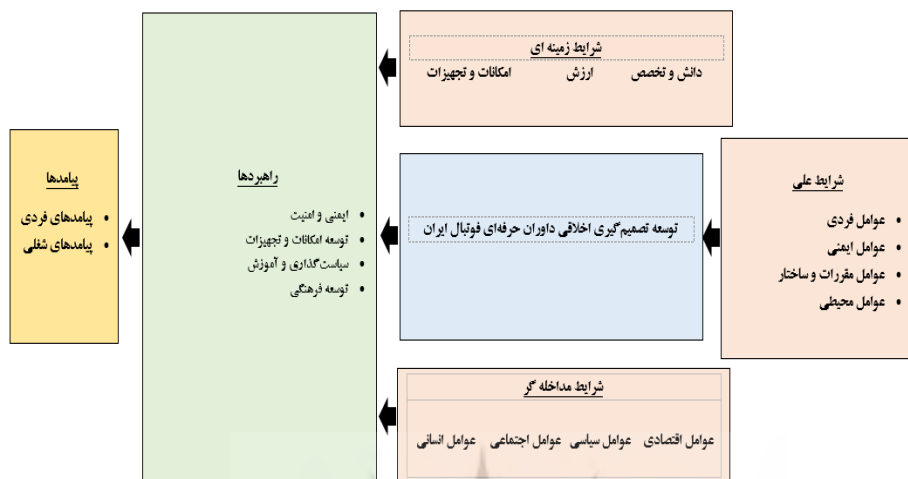 شرایط زمینه ای
دانش و تخصص ارزش امکانات و تجهیزات
شرایط علی
• عوامل فردی
• عوامل ایمنی
• عوامل مقررات و ساختار
• عوامل محیطی
توسعه تصمیم‌گیری اخلاقی داوران حرفه‌ای فوتبال ایران
شرایط مداخله گر
عوامل اقتصادی عوامل سیاسی عوامل اجتماعی عوامل انسانی
راهبردها
• ایمنی و امنیت
• توسعه امکانات و تجهیزات
• سیاست‌گذاری و آموزش
• توسعه فرهنگی
پیامدها
• پیامدهای فردی
• پیامدهای شغلی